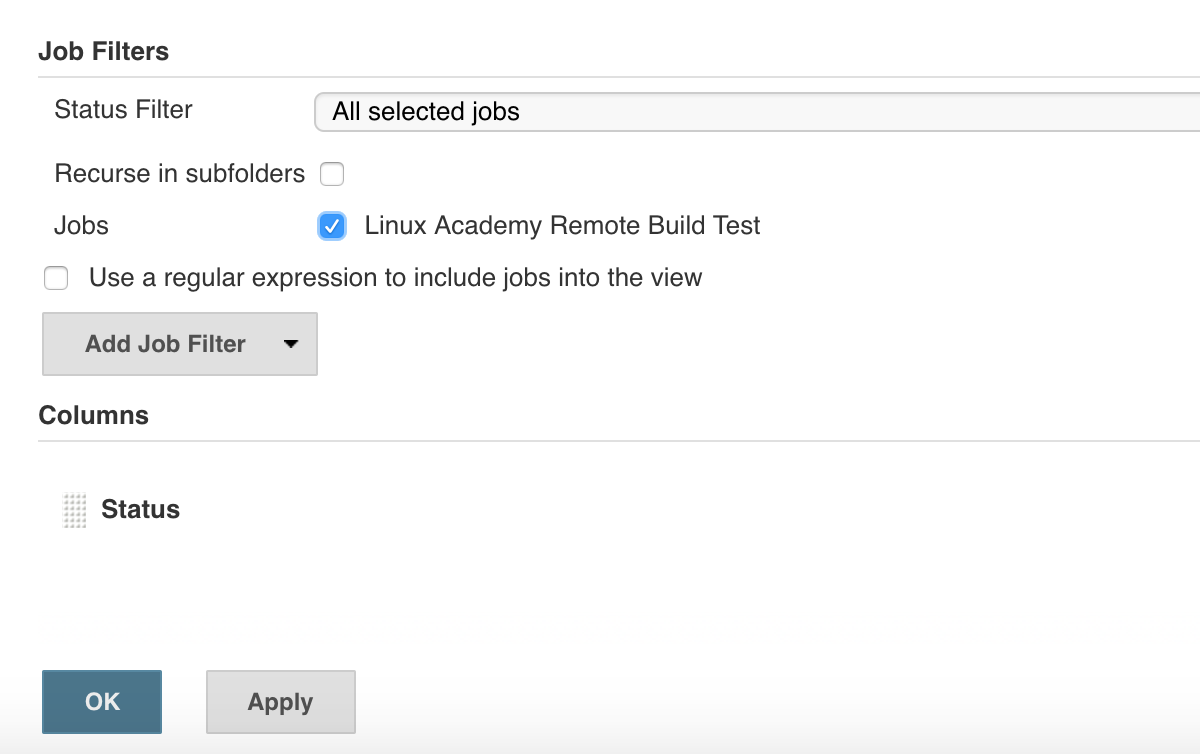 Job Filters
Status Filter All selected jobs
Recurse in subfolders
Jobs Linux Academy Remote Build Test
Use a regular expression to include jobs into the view
Add Job Filter
Columns
Status
OK Apply